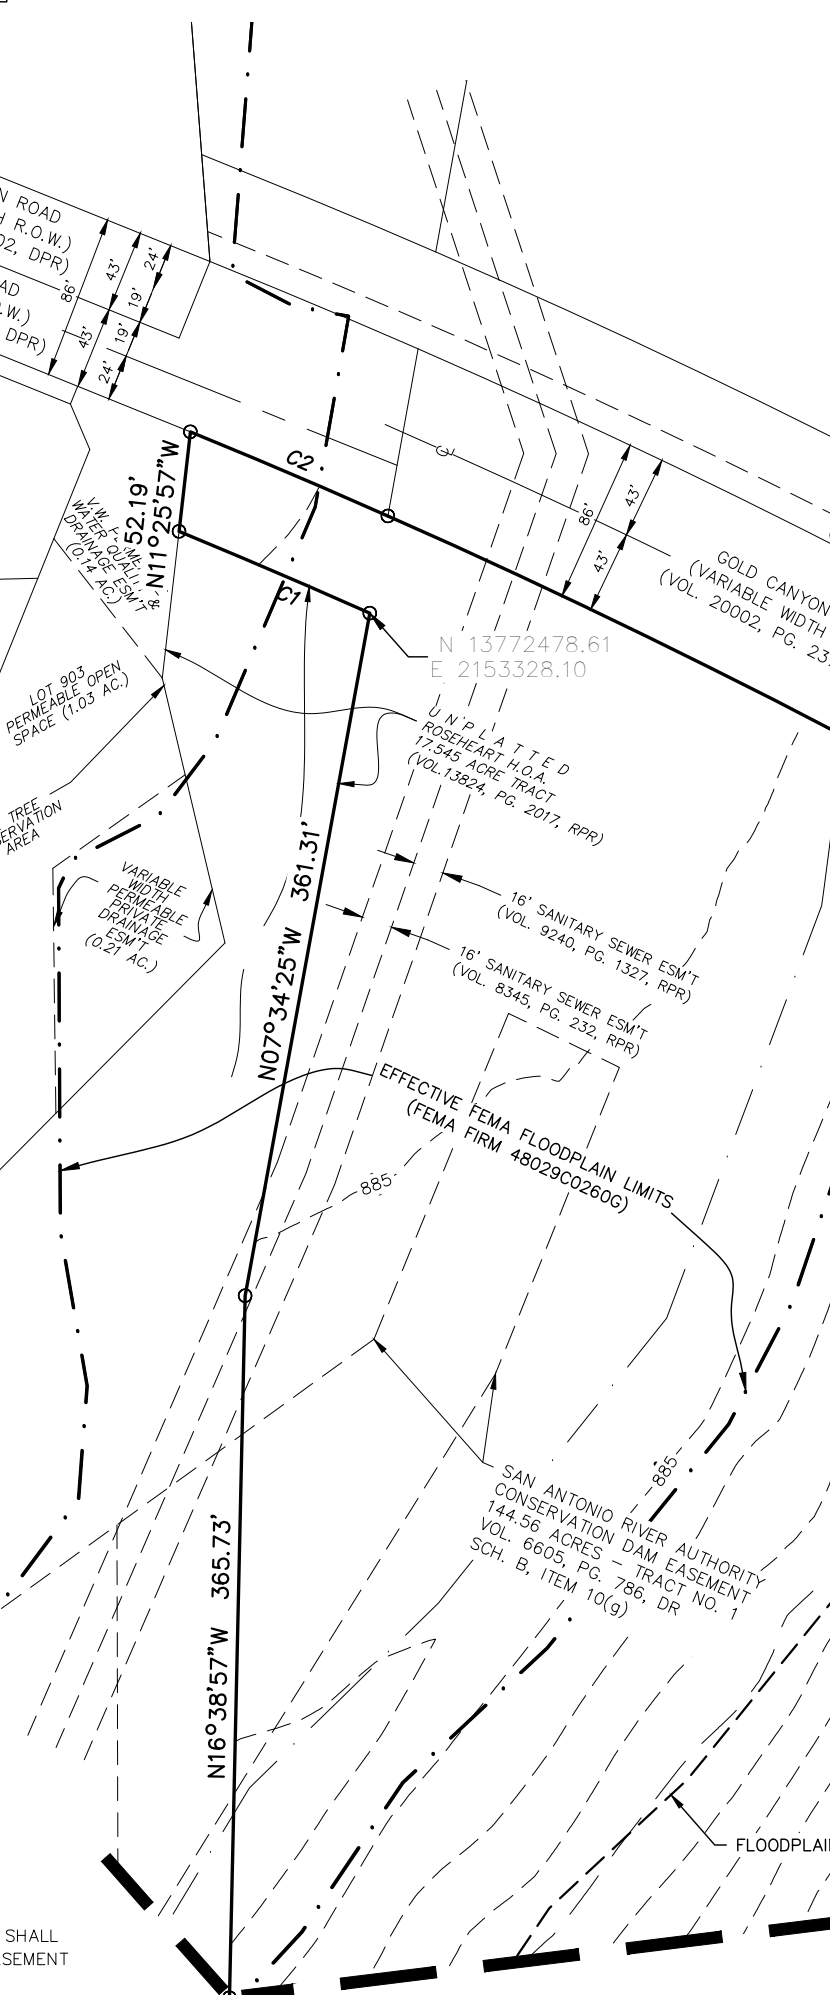 N ROAD
H R.O.W.)
02, DPR)
AD
.W.)
DPR)
86'
43'
24'
19'
43'
19'
24'
C2
52.19'
N11°25'57"W
V.W.
WATER
DRAINAGE ESM'T
(0.14 AC.)
&
C1
86'
43'
43'
GOLD CANYON
(VARIABLE WIDTH
(VOL. 20002, PG. 23
N 13772478.61
E 2153328.10
LOT 903
PERMEABLE OPEN
SPACE (1.03 AC.)
UNPLATTED
ROSEHEART H.O.A.
17.545 ACRE TRACT
(VOL.13824, PG. 2017, RPR)
TREE
SERVATION
AREA
VARIABLE
WIDTH
PERMEABLE
PRIVATE
DRAINAGE
ESM'T
(0.21 AC.)
N07°34'25"W 361.31'
16' SANITARY SEWER ESM'T
(VOL. 9240, PG. 1327, RPR)
16' SANITARY SEWER ESM'T
(VOL. 8345, PG. 232, RPR)
EFFECTIVE FEMA FLOODPLAIN LIMITS
(FEMA FIRM 48029C0260G)
885
885
SAN ANTONIO RIVER AUTHORITY
CONSERVATION DAM EASEMENT
144.56 ACRES – TRACT NO. 1
VOL. 6605, PG. 786, DR
SCH. B, ITEM 10(g)
N16°38'57"W 365.73'
FLOODPLAI
SHALL
SEMENT